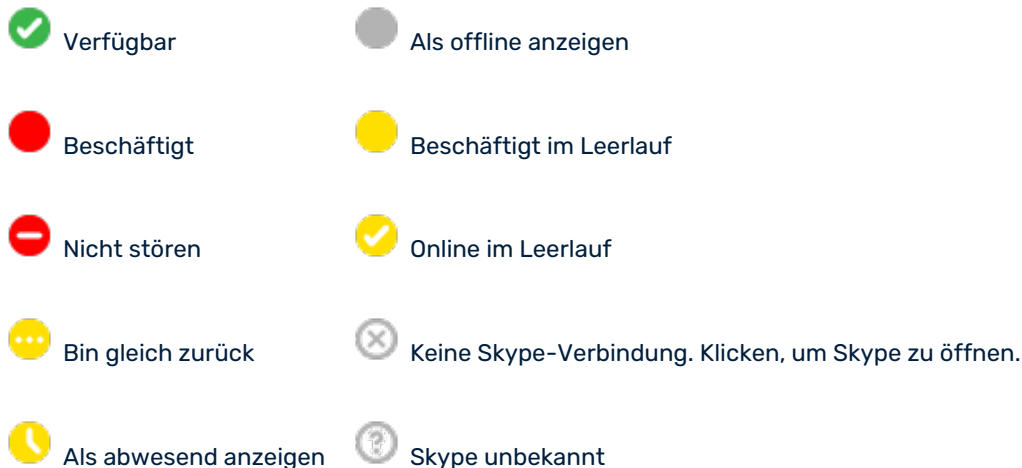 Verfügbar
Als offline anzeigen
Beschäftigt
Beschäftigt im Leerlauf
Nicht stören
Online im Leerlauf
Bin gleich zurück
Keine Skype-Verbindung. Klicken, um Skype zu öffnen.
Als abwesend anzeigen
?
Skype unbekannt